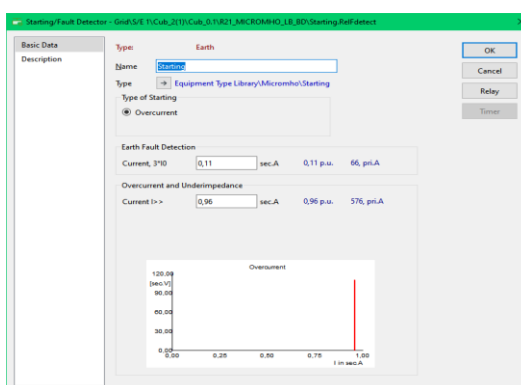 Starting/Fault Detector - Grid\S/E 1\Cub_2(1)\Cub_0.1\R21_MICROMHO_LB_BD\Starting.RelFdetect
Basic Data
Description
Type: Earth
Name Starting
Type Equipment Type Library\Micromho\Starting
Type of Starting
Overcurrent
Earth Fault Detection
Current, 3*I0 0,11 sec.A 0,11 p.u. 66, pri.A
Overcurrent and Underimpedance
Current I>> 0,96 sec.A 0,96 p.u. 576, pri.A
Overcurrent
120,00
[sec.V]
90,00
60,00
30,00
0,00
0,00 0,25 0,50 0,75 1,00
I in sec.A
OK
Cancel
Relay
Timer